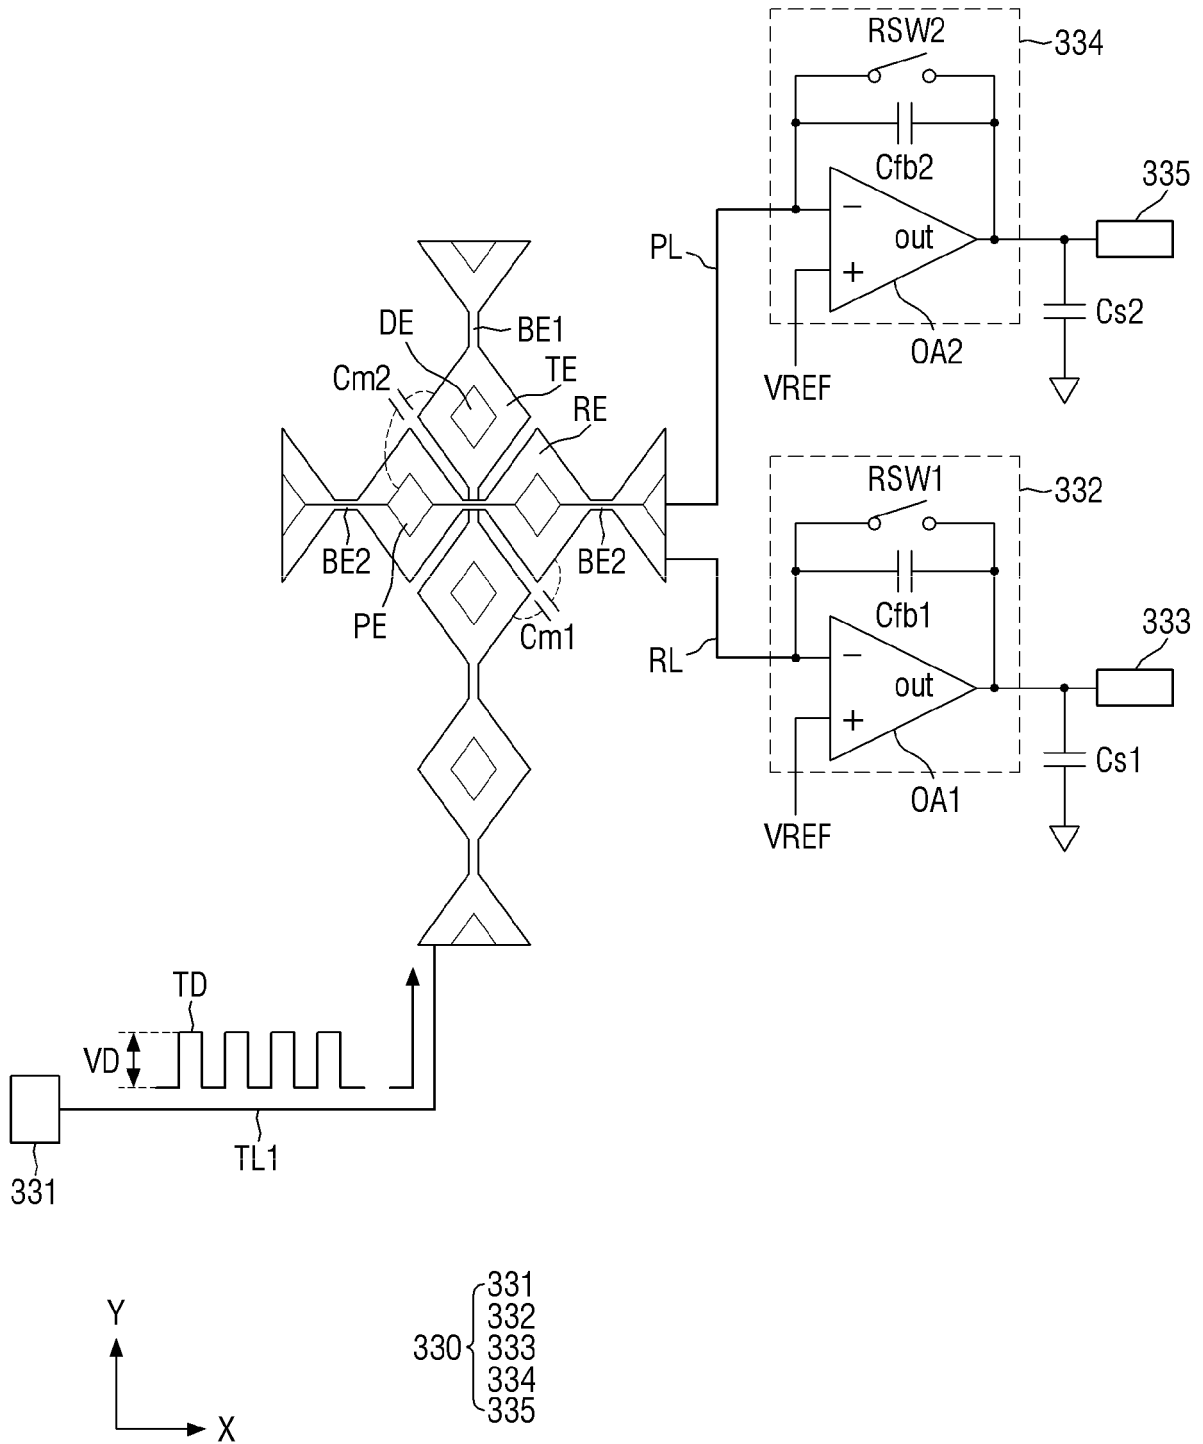 RSW2
334
Cfb2
335
PL
−
out
+
Cs2
OA2
VREF
DE
BE1
Cm2
TE
RE
RSW1
332
BE2
BE2
Cfb1
PE
Cm1
333
RL
−
out
+
Cs1
OA1
VREF
TD
VD
TL1
331
330
331
332
333
334
335
Y
X